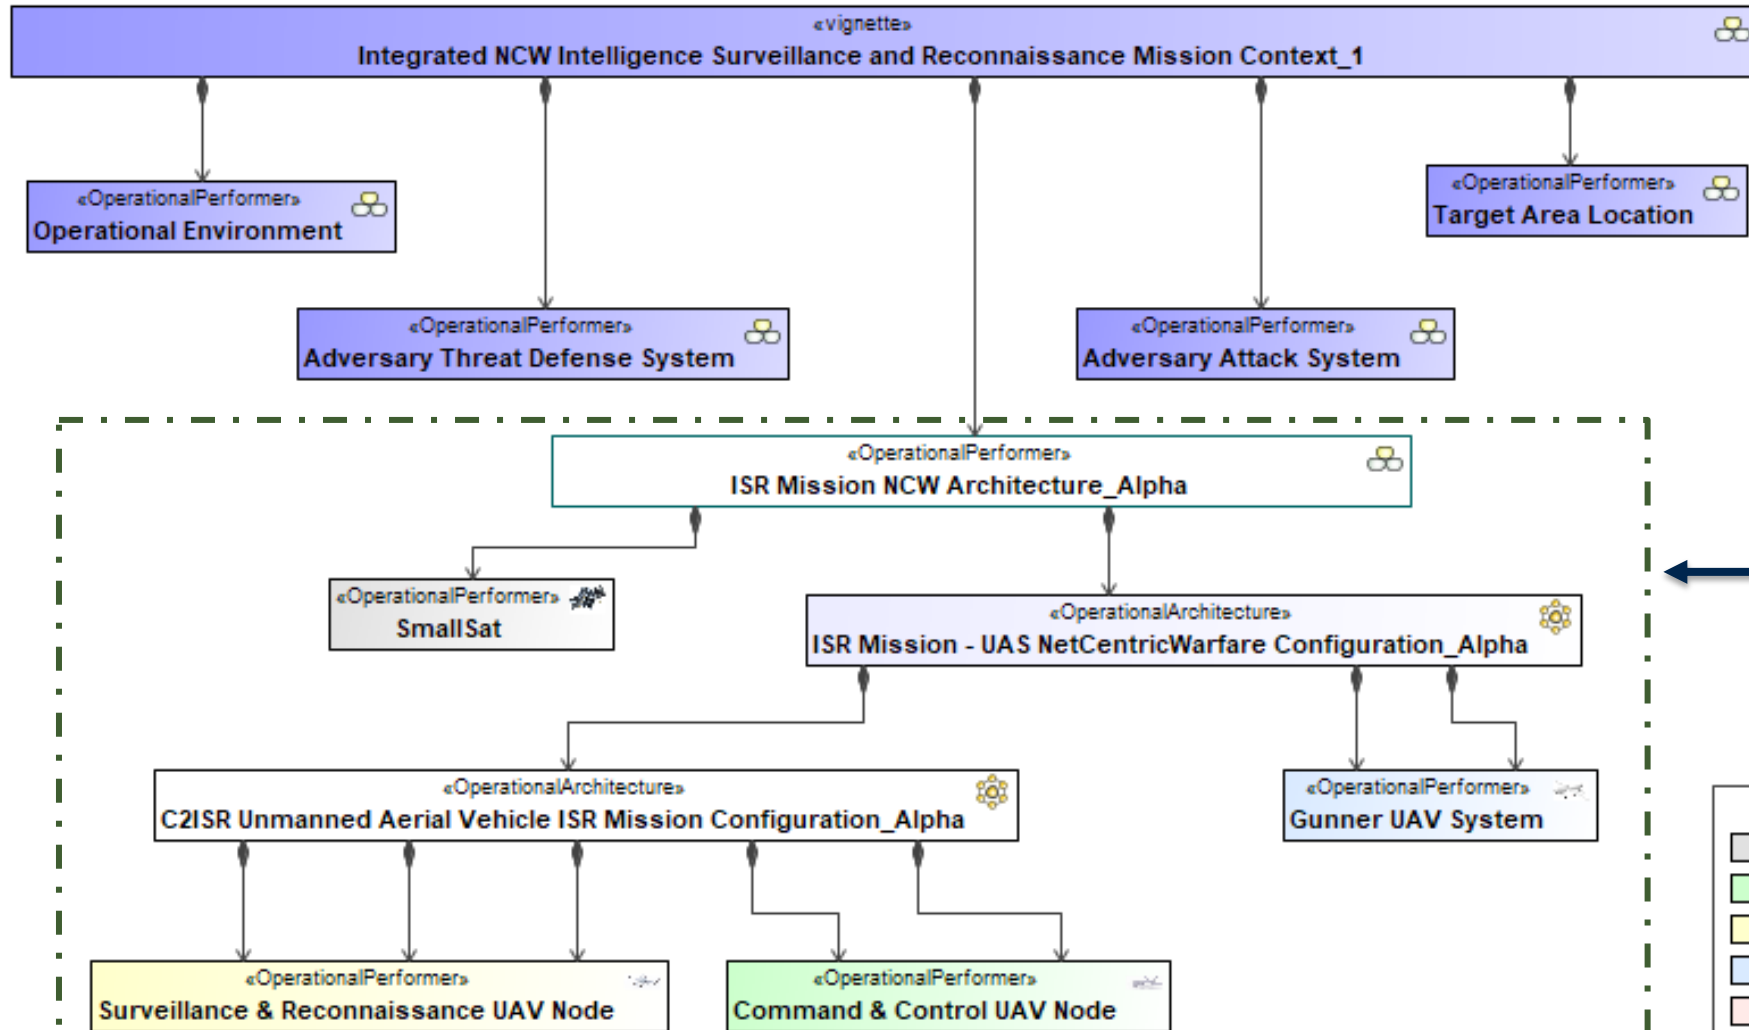 «vignette»
Integrated NCW Intelligence Surveillance and Reconnaissance Mission Context_1
«OperationalPerformer»
Operational Environment
«OperationalPerformer»
Target Area Location
«OperationalPerformer»
Adversary Threat Defense System
«OperationalPerformer»
Adversary Attack System
«OperationalPerformer»
ISR Mission NCW Architecture_Alpha
«OperationalPerformer»
SmallSat
«OperationalArchitecture»
ISR Mission - UAS NetCentricWarfare Configuration_Alpha
«OperationalArchitecture»
C2ISR Unmanned Aerial Vehicle ISR Mission Configuration_Alpha
«OperationalPerformer»
Gunner UAV System
«OperationalPerformer»
Surveillance & Reconnaissance UAV Node
«OperationalPerformer»
Command & Control UAV Node